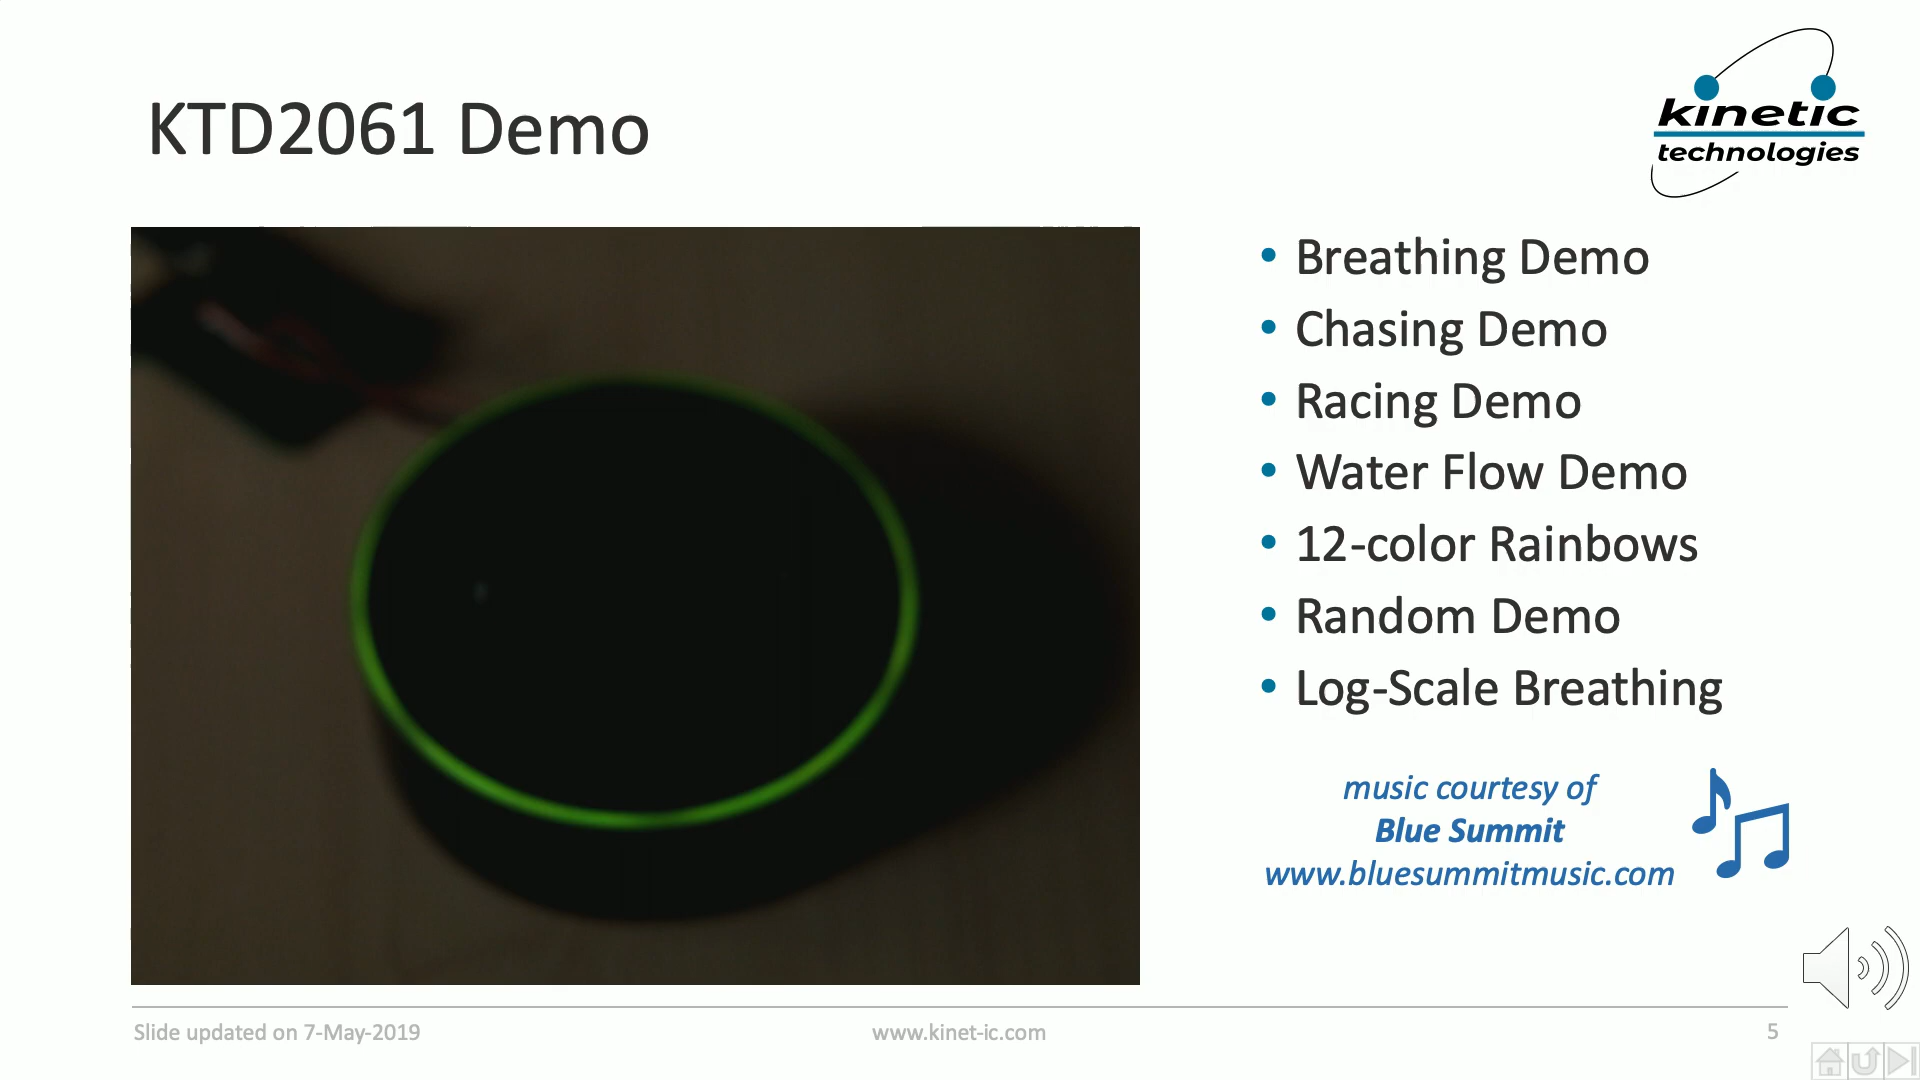 KTD2061 Demo
kinetic
technologies
• Breathing Demo
• Chasing Demo
• Racing Demo
• Water Flow Demo
• 12-color Rainbows
• Random Demo
• Log-Scale Breathing
music courtesy of
Blue Summit
www.bluesummitmusic.com
Slide updated on 7-May-2019
www.kinet-ic.com
5